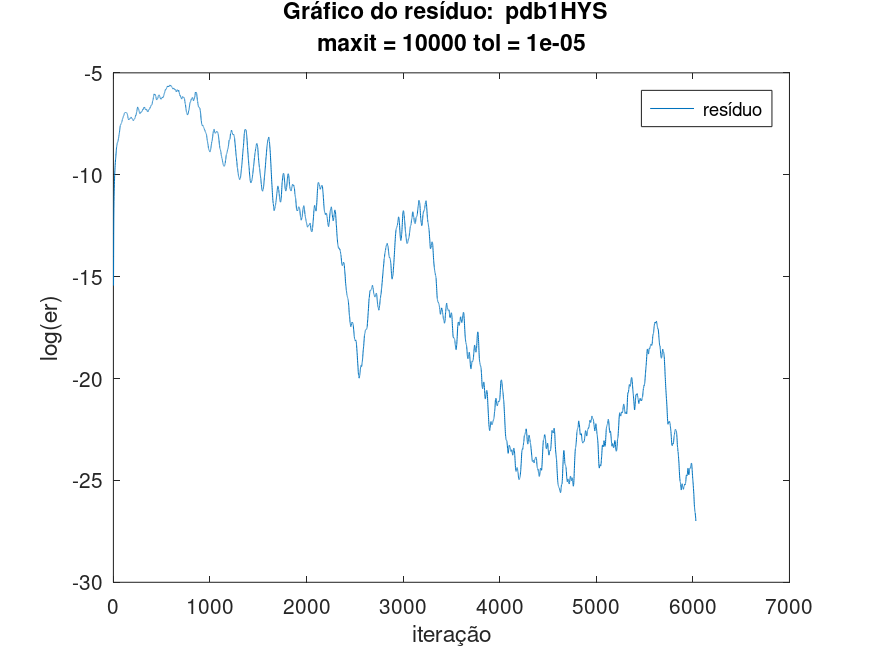 Gráfico do resíduo: pdb1HYS
maxit = 10000 tol = 1e-05
resíduo
-5
-10
-15
-20
-25
-30
log(er)
0 1000 2000 3000 4000 5000 6000 7000
iteração